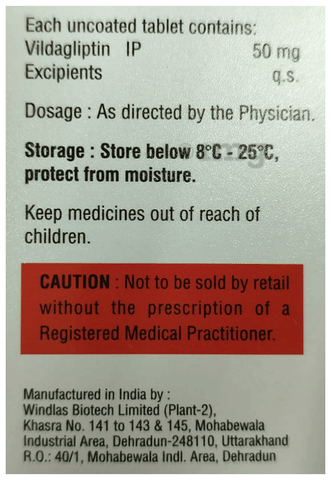 Each uncoated tablet contains:
Vildagliptin IP 50 mg
Excipients q.s.
Dosage : As directed by the Physician.
Storage : Store below 8°C - 25°C,
protect from moisture.
Keep medicines out of reach of
children.
CAUTION : Not to be sold by retail
without the prescription of a
Registered Medical Practitioner.
Manufactured in India by :
Windlas Biotech Limited (Plant-2),
Khasra No. 141 to 143 & 145, Mohabewala
Industrial Area, Dehradun-248110, Uttarakhand
R.O.: 40/1, Mohabewala Indl. Area, Dehradun